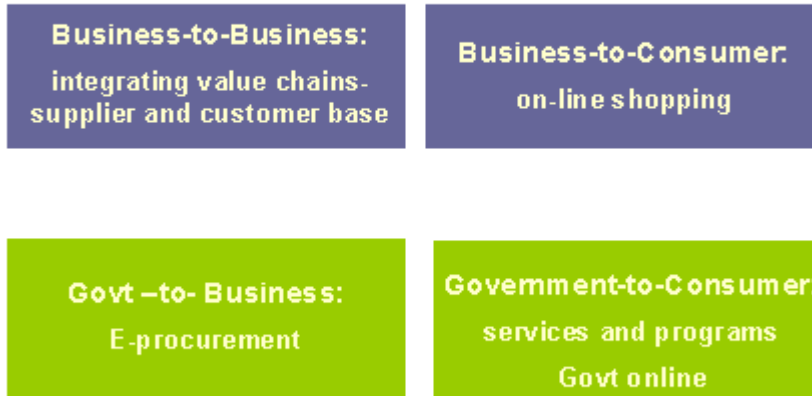 Business-to-Business:
integrating value chains-
supplier and customer base
Business-to-Consumer:
on-line shopping
Govt –to- Business:
E-procurement
Government-to-Consumer:
services and programs
Govt online